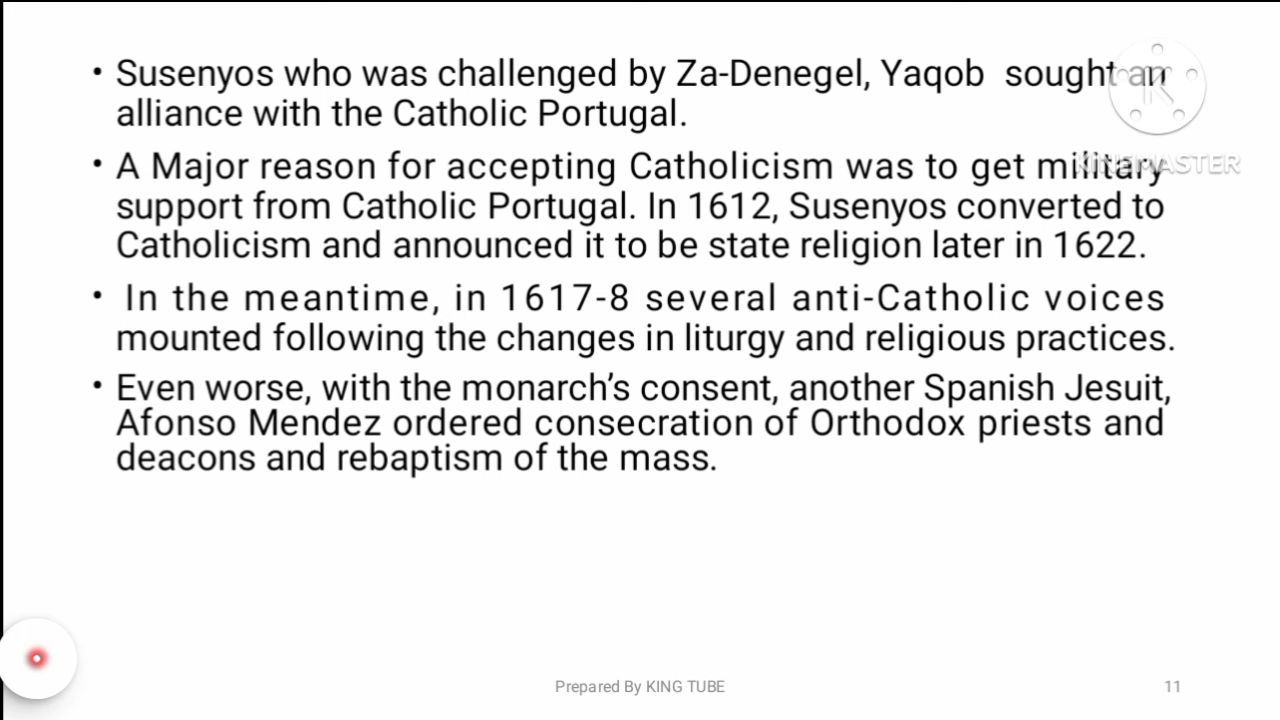 • Susenyos who was challenged by Za-Denegel, Yaqob sought an
alliance with the Catholic Portugal.
• A Major reason for accepting Catholicism was to get military
support from Catholic Portugal. In 1612, Susenyos converted to
Catholicism and announced it to be state religion later in 1622.
• In the meantime, in 1617-8 several anti-Catholic voices
mounted following the changes in liturgy and religious practices.
• Even worse, with the monarch’s consent, another Spanish Jesuit,
Afonso Mendez ordered consecration of Orthodox priests and
deacons and rebaptism of the mass.
KINEMASTER
Prepared By KING TUBE
11